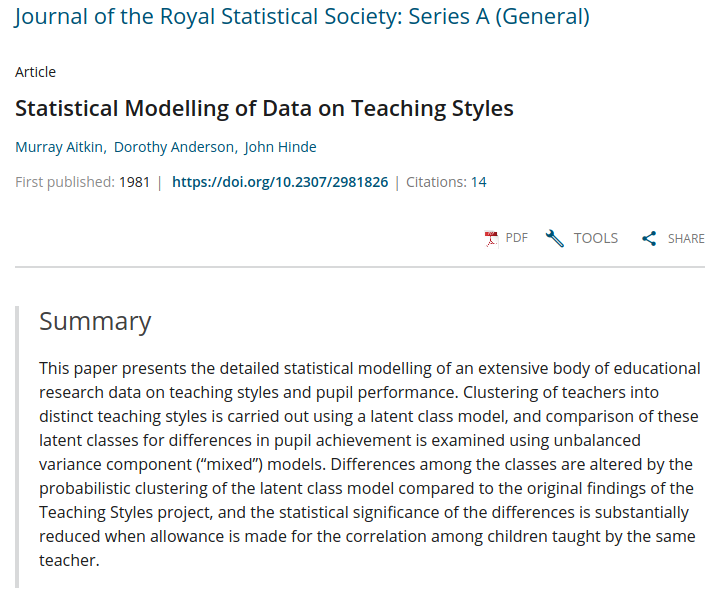 Journal of the Royal Statistical Society: Series A (General)
Article
Statistical Modelling of Data on Teaching Styles
Murray Aitkin, Dorothy Anderson, John Hinde
First published: 1981 | https://doi.org/10.2307/2981826 | Citations: 14
PDF TOOLS SHARE
Summary
This paper presents the detailed statistical modelling of an extensive body of educational
research data on teaching styles and pupil performance. Clustering of teachers into
distinct teaching styles is carried out using a latent class model, and comparison of these
latent classes for differences in pupil achievement is examined using unbalanced
variance component (“mixed”) models. Differences among the classes are altered by the
probabilistic clustering of the latent class model compared to the original findings of the
Teaching Styles project, and the statistical significance of the differences is substantially
reduced when allowance is made for the correlation among children taught by the same
teacher.